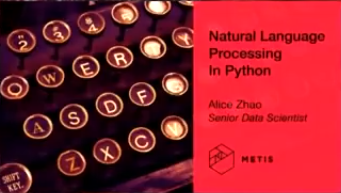 2 3 4
Q W E R
A S D F
Z X C V
SHIFT
KEY.
Natural Language
Processing
In Python
Alice Zhao
Senior Data Scientist
METIS